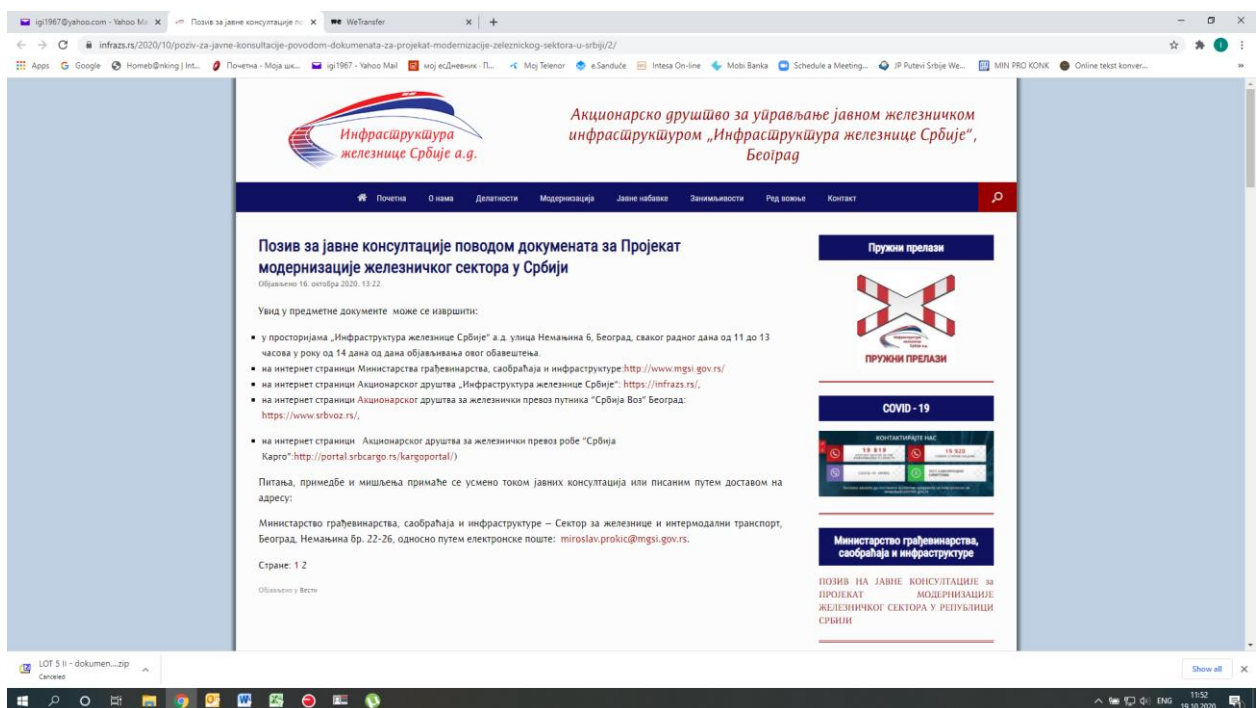 igi1967@yahoo.com - Yahoo Ma
Позив за јавне консултације по
WeTransfer
infrazs.rs/2020/10/poziv-za-javne-konsultacije-povodom-dokumenata-za-projekat-modernizacije-zeleznickog-sektora-u-srbiji/2/
Apps
Google
Homeb@nking | Int...
Почетна - Моја шк...
igi1967 - Yahoo Mail
мој есДневник - П...
Moj Telenor
e.Sanduče
Intesa On-line
Mobi Banka
Schedule a Meeting...
JP Putevi Srbije We...
MIN PRO KONK
Online tekst konver...
Инфраструктура
железнице Србије а.д.
Акционарско друштво за управљање јавном железничком
инфраструктуром „Инфраструктура железнице Србије“,
Београд
Почетна О нама Делатности Модернизација Јавне набавке Занимљивости Ред вожње Контакт
Позив за јавне консултације поводом докумената за Пројекат
модернизације железничког сектора у Србији
Објављено 16. октобра 2020. 13:22
Увид у предметне документе може се извршити:
у просторијама „Инфраструктура железнице Србије“ а.д. улица Немањина 6, Београд, сваког радног дана од 11 до 13
часова у року од 14 дана од дана објављивања овог обавештења.
на интернет страници Министарства грађевинарства, саобраћаја и инфраструктуре:http://www.mgsi.gov.rs/
на интернет страници Акционарског друштва „Инфраструктура железнице Србије“: https://infrazs.rs/,
на интернет страници Акционарског друштва за железнички превоз путника “Србија Воз” Београд:
https://www.srbvoz.rs/,
на интернет страници Акционарског друштва за железнички превоз робе “Србија
Карго”:http://portal.srbcargo.rs/kargoportal/)
Питања, примедбе и мишљења примаће се усмено током јавних консултација или писаним путем доставом на
адресу:
Министарство грађевинарства, саобраћаја и инфраструктуре – Сектор за железнице и интермодални транспорт,
Београд, Немањина бр. 22-26, односно путем електронске поште: miroslav.prokic@mgsi.gov.rs.
Стране: 1 2
Објављено у Вести
Пружни прелази
ПРУЖНИ ПРЕЛАЗИ
COVID - 19
КОНТАКТИРАЈТЕ НАС
19 819
Министарство грађевинарства,
саобраћаја и инфраструктуре
ПОЗИВ НА ЈАВНЕ КОНСУЛТАЦИЈЕ за
ПРОЈЕКАТ МОДЕРНИЗАЦИЈЕ
ЖЕЛЕЗНИЧКОГ СЕКТОРА У РЕПУБЛИЦИ
СРБИЈИ
LOT 5 II - dokumen....zip
Canceled
Show all
ENG
11:52
19.10.2020